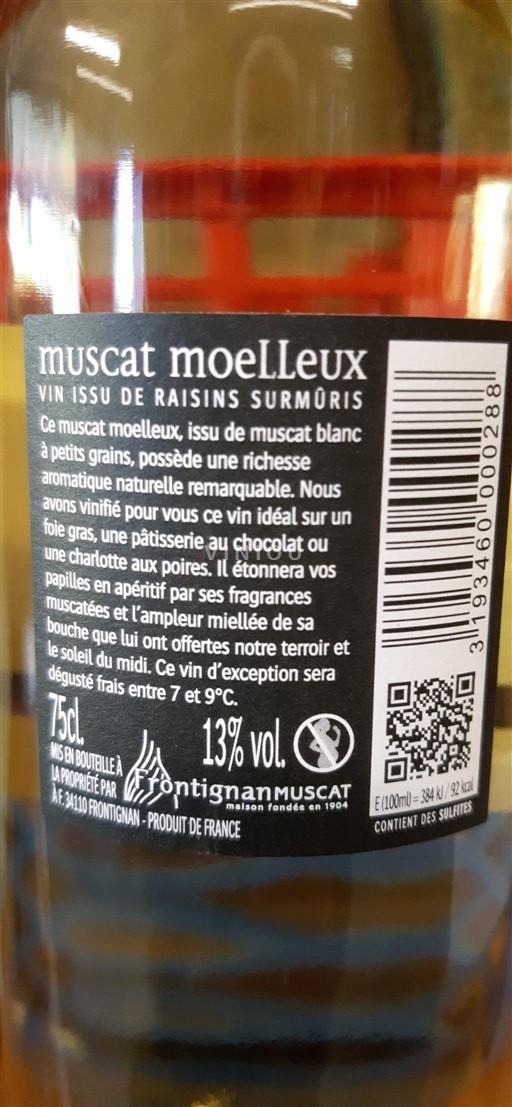 muscat moelleux
VIN ISSU DE RAISINS SURMÛRIS
Ce muscat moelleux, issu de muscat blanc
à petits grains, possède une richesse
aromatique naturelle remarquable. Nous
avons vinifié pour vous ce vin idéal sur un
foie gras, une pâtisserie au chocolat ou
une charlotte aux poires. Il étonnera vos
papilles en apéritif par ses fragrances
muscatées et l'ampleur miellée de sa
bouche que lui ont offertes notre terroir et
le soleil du midi. Ce vin d'exception sera
dégusté frais entre 7 et 9°C.
75cl.
13% vol.
MIS EN BOUTEILLE À
LA PROPRIÉTÉ PAR
A F. 34110 FRONTIGNAN - PRODUIT DE FRANCE
frontignan MUSCAT
maison fondée en 1904
3 193460 000288
E (100ml) = 384 kJ / 92 kcal
CONTIENT DES SULFITES
VINIOU